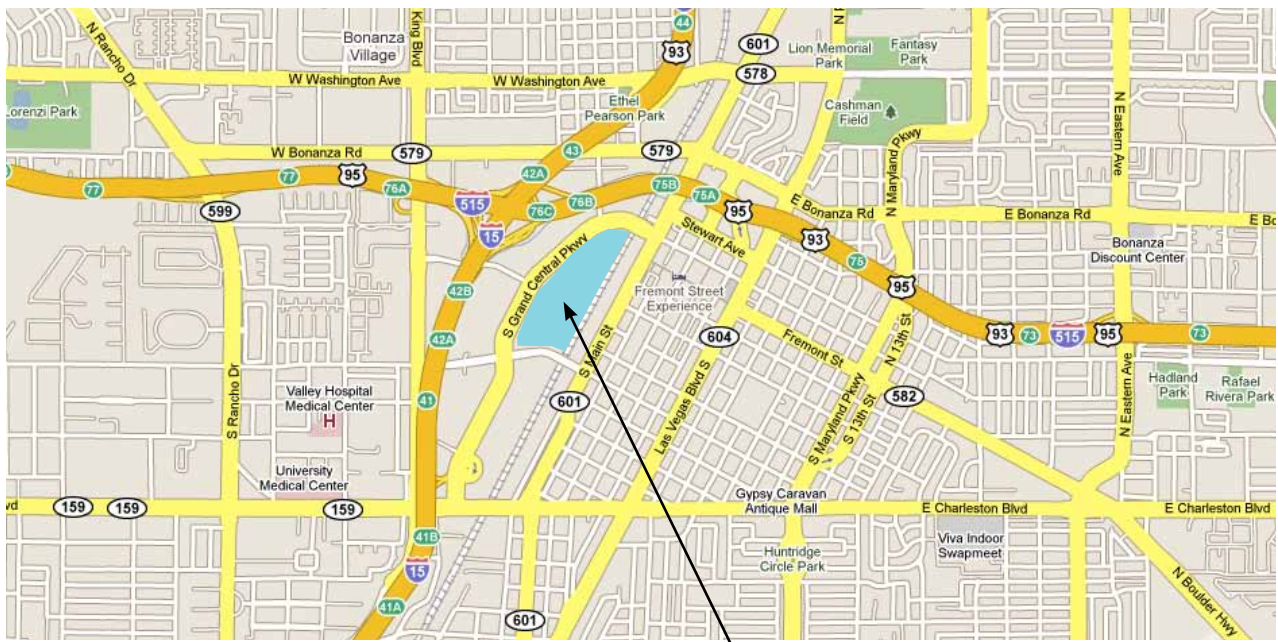 King Blvd
44
93
601
N
Lion Memorial
Park
Fantasy
Park
N Rancho Dr
Bonanza
Village
W Washington Ave
W Washington Ave
578
Ethel
Pearson Park
Cashman
Field
N Eastern Ave
Lorenzi Park
N Maryland Pkwy
43
W Bonanza Rd
579
579
42A
77
77
95
76A
515
76B
76C
75B
75A
95
E Bonanza Rd
E Bonanza Rd
E Bo
599
15
Stewart Ave
93
75
Bonanza
Discount Center
S Grand Central Pkwy
42B
Fremont Street
Experience
95
42A
S Main St
604
Fremont St
N 13th St
93
73
515
95
73
Valley Hospital
Medical Center
H
41
601
Las Vegas Blvd S
S Maryland Pkwy
S 13th St
582
Hadland
Park
Rafael
Rivera Park
S Rancho Dr
N Eastern Ave
University
Medical Center
vd
159
159
159
Gypsy Caravan
Antique Mall
E Charleston Blvd
E Charleston Blvd
41B
Viva Indoor
Swapmeet
15
Huntridge
Circle Park
41A
601
N Boulder Hwy